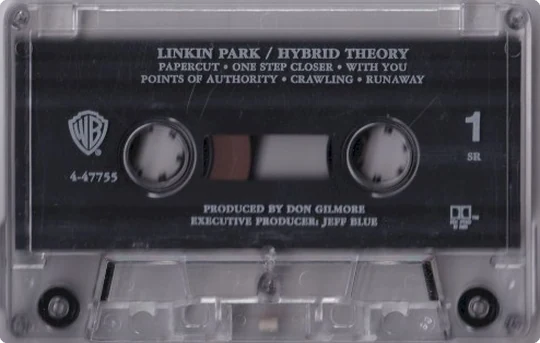 LINKIN PARK / HYBRID THEORY
PAPERCUT • ONE STEP CLOSER • WITH YOU
POINTS OF AUTHORITY • CRAWLING • RUNAWAY
WB
1
4-47755
SR
PRODUCED BY DON GILMORE
EXECUTIVE PRODUCER: JEFF BLUE